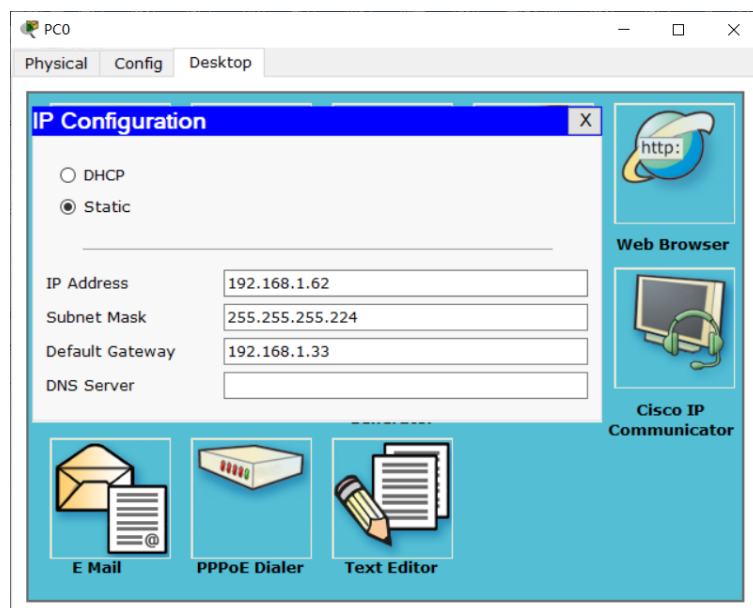 PC0
Physical Config Desktop
IP Configuration X
DHCP
Static
IP Address 192.168.1.62
Subnet Mask 255.255.255.224
Default Gateway 192.168.1.33
DNS Server
http:
Web Browser
Cisco IP
Communicator
@
E Mail PPPoE Dialer Text Editor